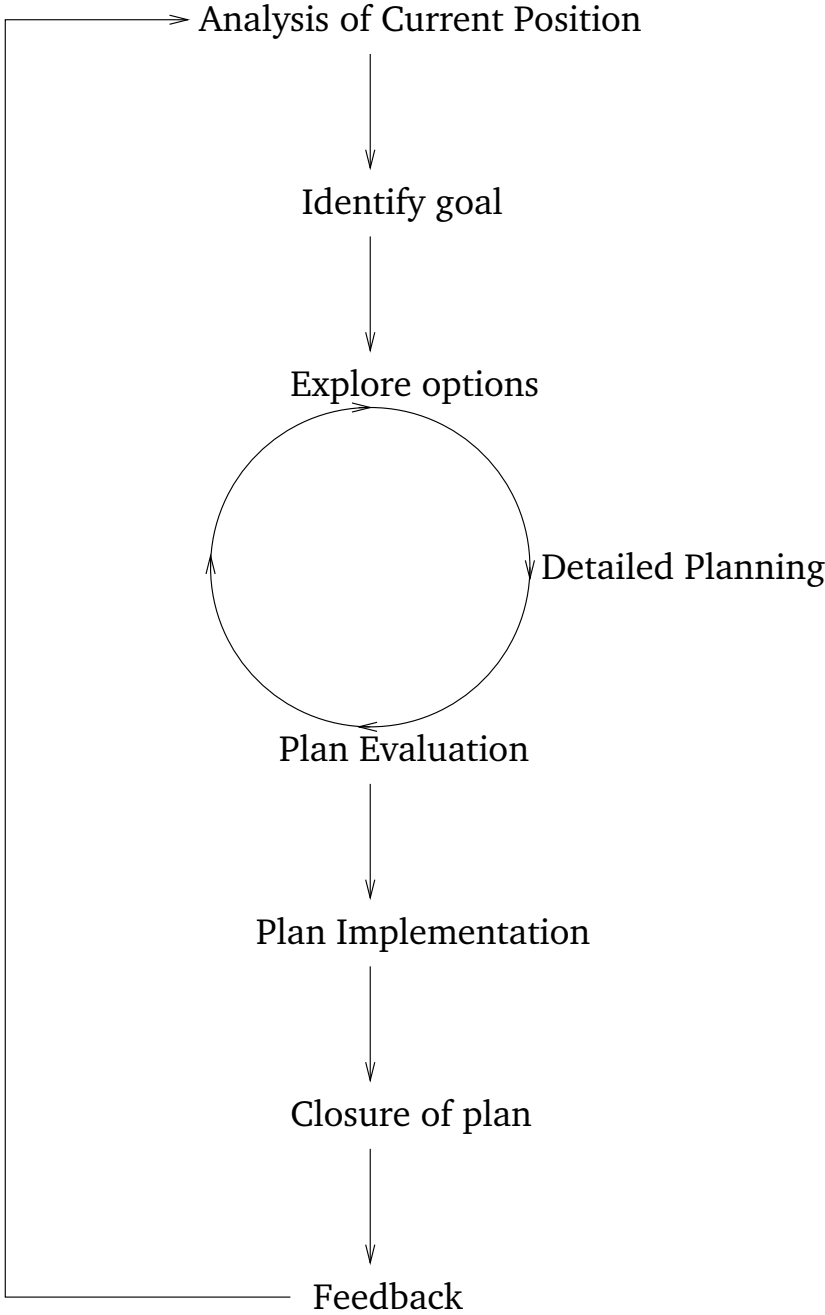 Analysis of Current Position
Identify goal
Explore options
Detailed Planning
Plan Evaluation
Plan Implementation
Closure of plan
Feedback